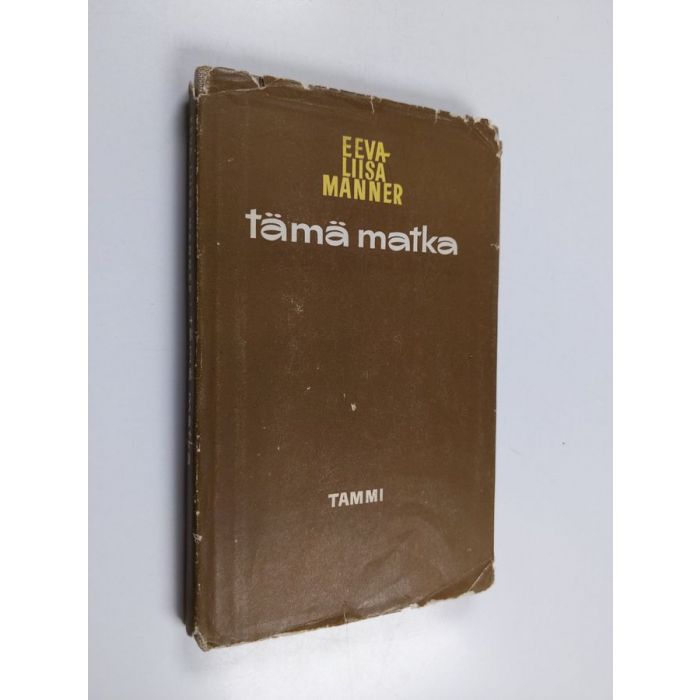 EEVA-
LIISA
MANNER
tämä matka
TAMMI